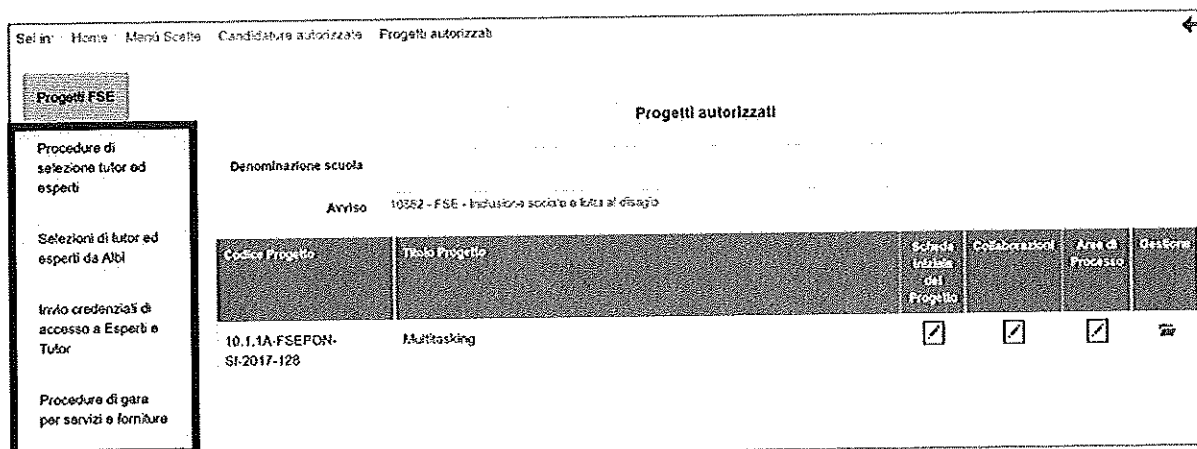 Sei in: Home Menù Scelte Candidature autorizzate Progetti autorizzati
Progetti FSE
Progetti autorizzati
Procedure di
selezione tutor ed
esperti
Denominazione scuola
Avviso 10862 - FSE - Inclusione sociale e lotta al disagio
Selezioni di tutor ed
esperti da Albi
Invio credenziali di
accesso a Esperti e
Tutor
Procedure di gara
per servizi e forniture
Codice Progetto
Titolo Progetto
Scheda
Iniziale
del
Progetto
Collaborazioni
Area di
Processo
Gestione
10.1.1A-FSEPON-
SI-2017-128
Multitasking